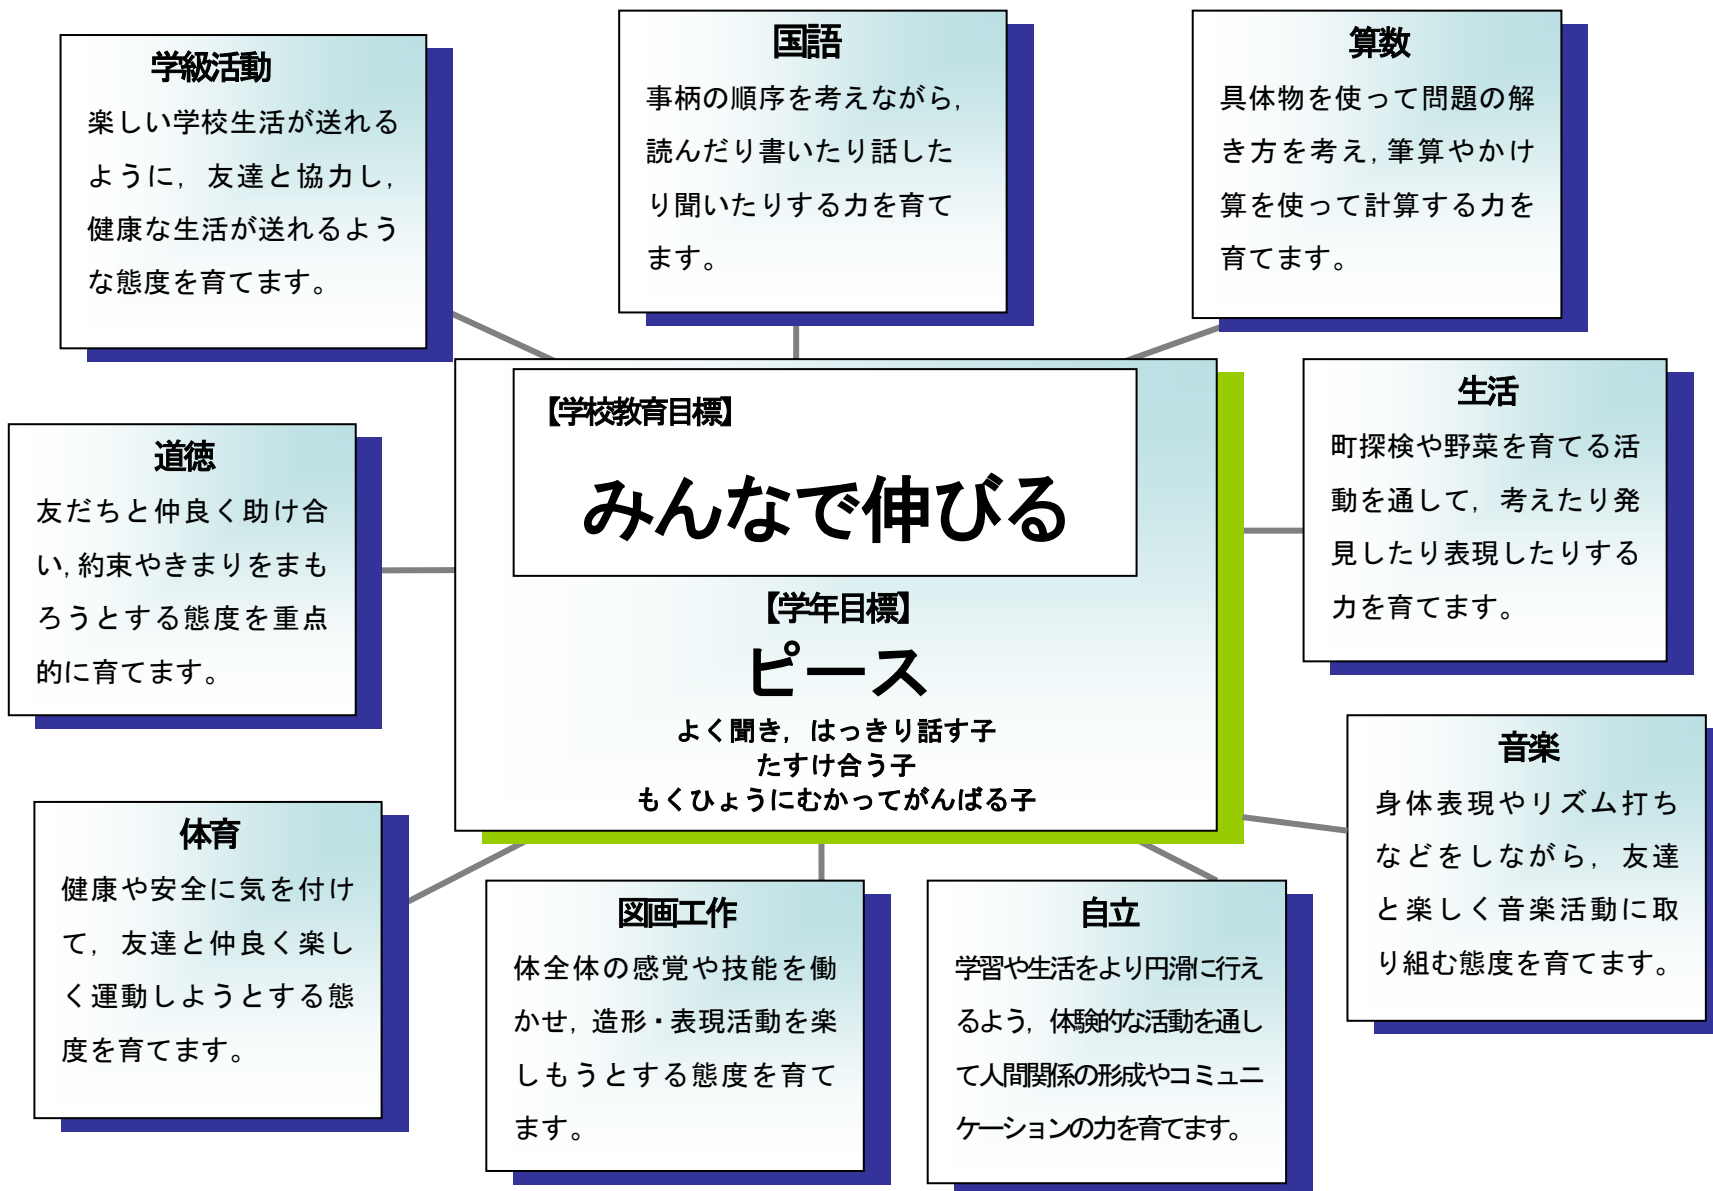 学級活動
楽しい学校生活が送れる
ように，友達と協力し，
健康な生活が送れるよう
な態度を育てます。
国語
事柄の順序を考えながら，
読んだり書いたり話した
り聞いたりする力を育て
ます。
算数
具体物を使って問題の解
き方を考え，筆算やかけ
算を使って計算する力を
育てます。
【学校教育目標】
みんなで伸びる
【学年目標】
ピース
よく聞き，はっきり話す子
たすけ合う子
もくひょうにむかってがんばる子
生活
町探検や野菜を育てる活
動を通して，考えたり発
見したり表現したりする
力を育てます。
道徳
友だちと仲良く助け合
い，約束やきまりをまも
ろうとする態度を重点
的に育てます。
音楽
身体表現やリズム打ち
などをしながら，友達
と楽しく音楽活動に取
り組む態度を育てます。
体育
健康や安全に気を付け
て，友達と仲良く楽し
く運動しようとする態
度を育てます。
図画工作
体全体の感覚や技能を働
かせ，造形・表現活動を楽
しもうとする態度を育て
ます。
自立
学習や生活をより円滑に行え
るよう，体験的な活動を通し
て人間関係の形成やコミュニ
ケーションの力を育てます。